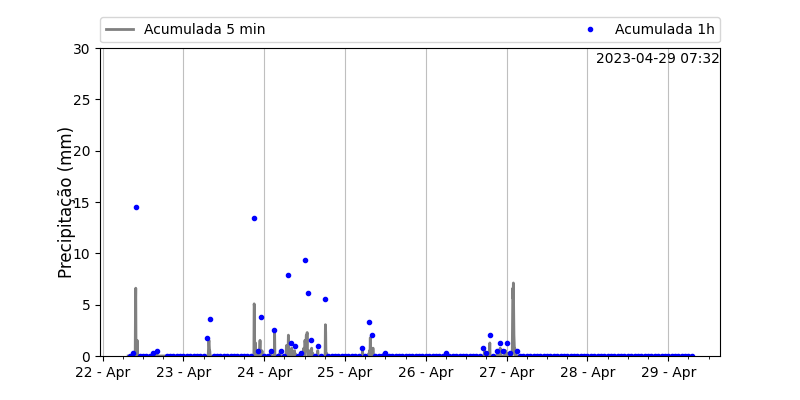 Acumulada 5 min
Acumulada 1h
2023-04-29 07:32
Precipitação (mm)
30
25
20
15
10
5
0
22 - Apr
23 - Apr
24 - Apr
25 - Apr
26 - Apr
27 - Apr
28 - Apr
29 - Apr